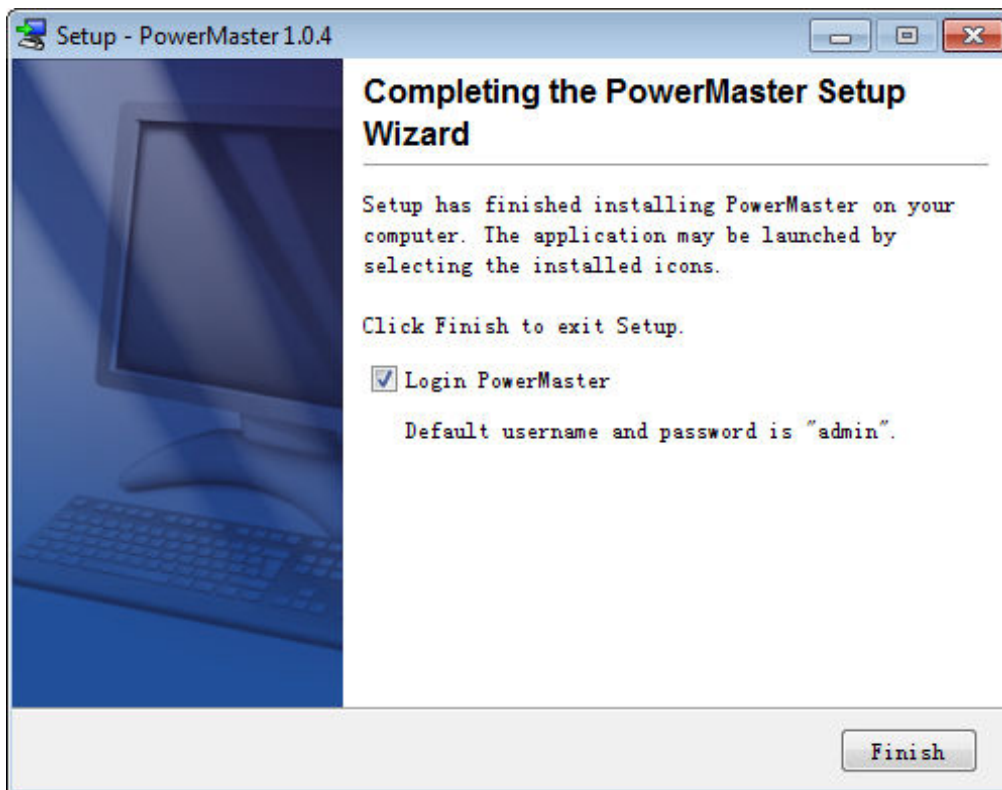 Setup - PowerMaster 1.0.4
Completing the PowerMaster Setup
Wizard
Setup has finished installing PowerMaster on your
computer. The application may be launched by
selecting the installed icons.
Click Finish to exit Setup.
Login PowerMaster
Default username and password is "admin".
Finish